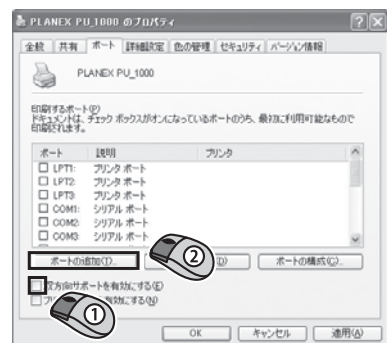 PLANEX PU_1000 のプロパティ
全般 共有 ポート 詳細設定 色の管理 セキュリティ バージョン情報
PLANEX PU_1000
印刷するポート(P)
ドキュメントは、チェック ボックスがオンになっているポートのうち、最初に利用可能なもので
印刷されます。
ポート 説明 プリンタ
LPT1: プリンタ ポート
LPT2: プリンタ ポート
LPT3: プリンタ ポート
COM1: シリアル ポート
COM2: シリアル ポート
COM3: シリアル ポート
ポートの追加(T)... ② (D) ポートの構成(C)...
双方向サポートを有効にする(E)
有効にする(N)
①
OK キャンセル 適用(A)